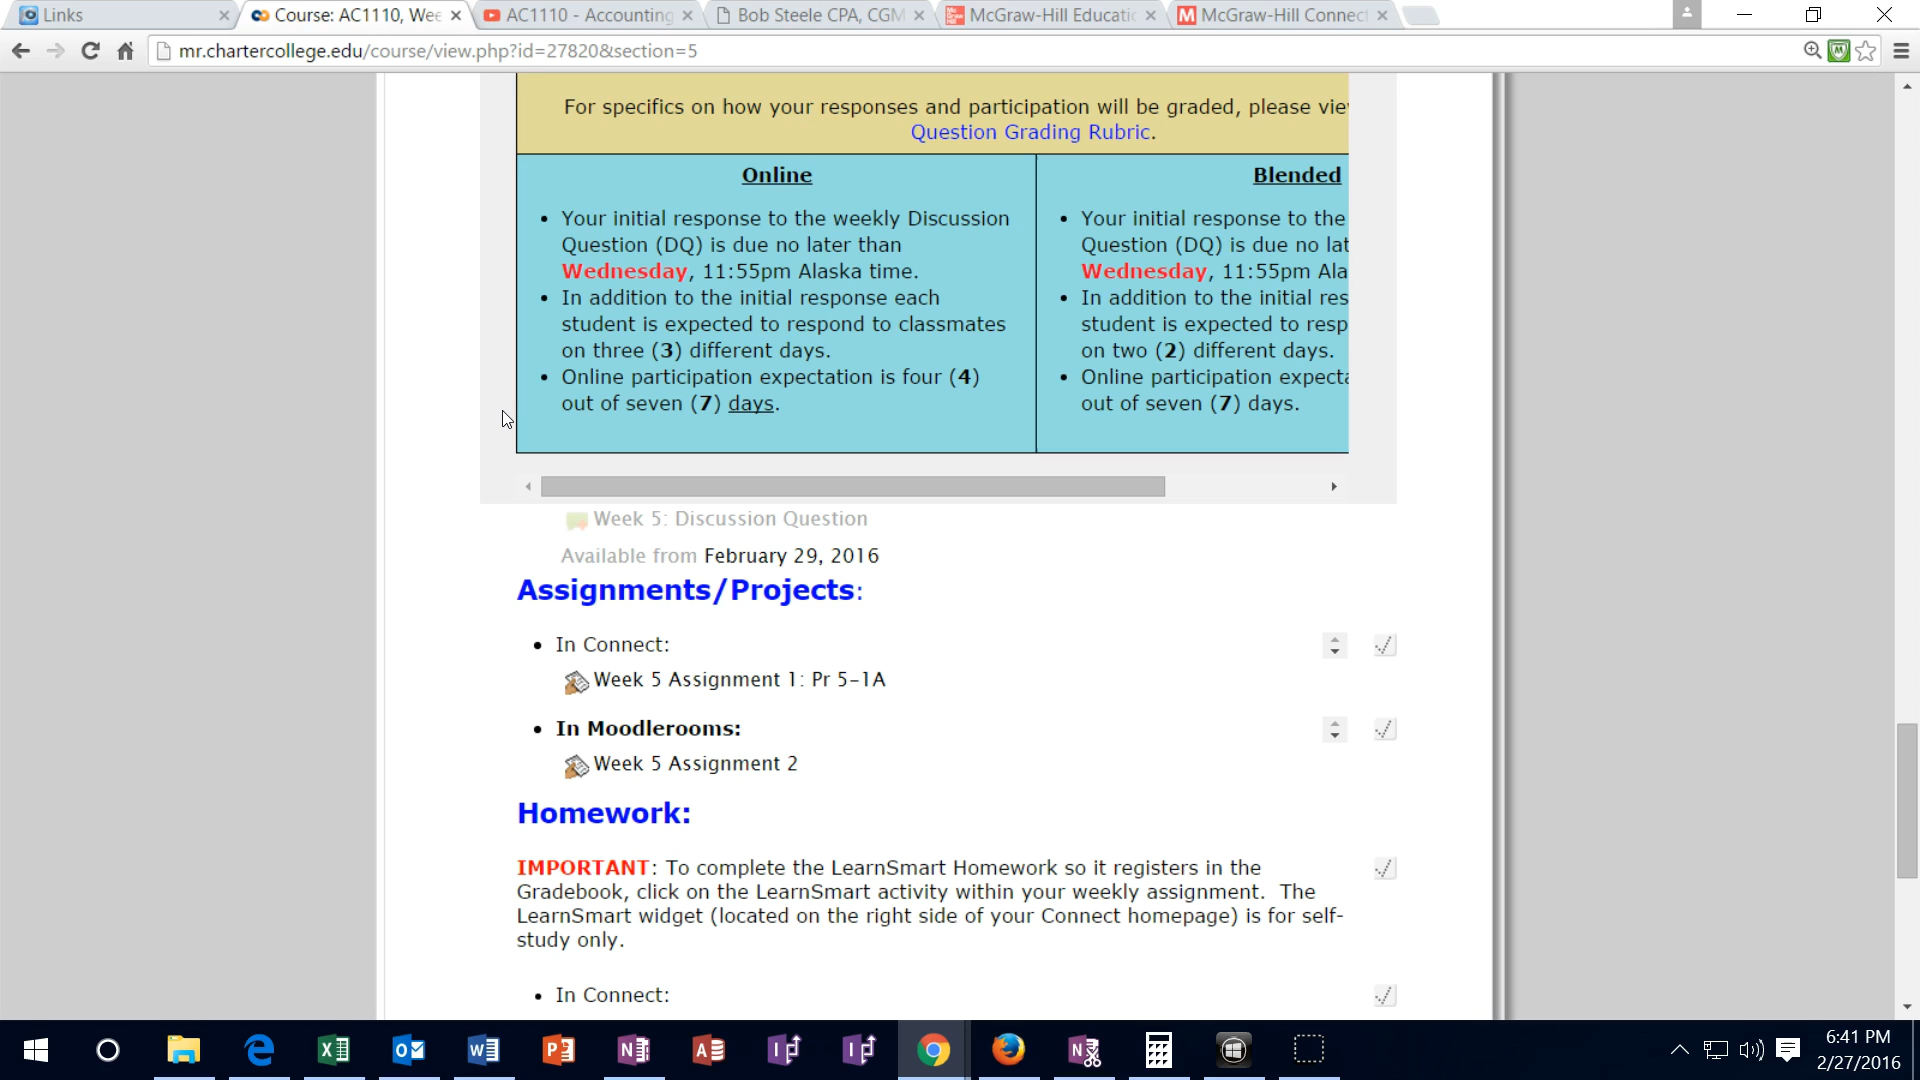 Links
Course: AC1110, Wee
AC1110 - Accounting
Bob Steele CPA, CGM
McGraw-Hill Educati
McGraw-Hill Connect
mr.chartercollege.edu/course/view.php?id=27820&section=5
For specifics on how your responses and participation will be graded, please vie
Question Grading Rubric.
Online
Your initial response to the weekly Discussion
Question (DQ) is due no later than
Wednesday, 11:55pm Alaska time.
In addition to the initial response each
student is expected to respond to classmates
on three (3) different days.
Online participation expectation is four (4)
out of seven (7) days.
Blended
Your initial response to the
Question (DQ) is due no lat
Wednesday, 11:55pm Ala
In addition to the initial res
student is expected to resp
on two (2) different days.
Online participation expecta
out of seven (7) days.
Week 5: Discussion Question
Available from February 29, 2016
Assignments/Projects:
In Connect:
Week 5 Assignment 1: Pr 5-1A
In Moodlerooms:
Week 5 Assignment 2
Homework:
IMPORTANT: To complete the LearnSmart Homework so it registers in the
Gradebook, click on the LearnSmart activity within your weekly assignment. The
LearnSmart widget (located on the right side of your Connect homepage) is for self-
study only.
In Connect:
6:41 PM
2/27/2016